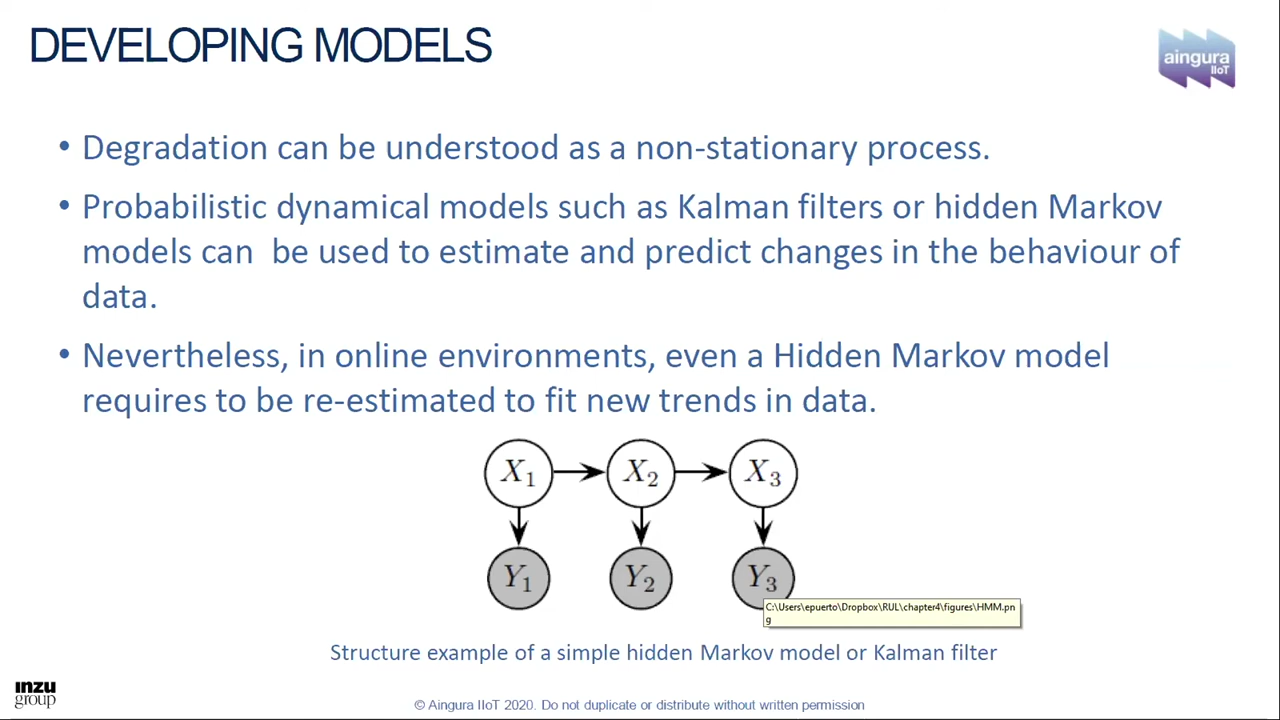 DEVELOPING MODELS
aingura
IIoT
• Degradation can be understood as a non-stationary process.
• Probabilistic dynamical models such as Kalman filters or hidden Markov
models can  be used to estimate and predict changes in the behaviour of
data.
• Nevertheless, in online environments, even a Hidden Markov model
requires to be re-estimated to fit new trends in data.
X1 X2 X3
Y1 Y2 Y3
C:\Users\epuerto\Dropbox\RUL\chapter4\figures\HMM.pn
g
Structure example of a simple hidden Markov model or Kalman filter
inzu
group
© Aingura IIoT 2020. Do not duplicate or distribute without written permission